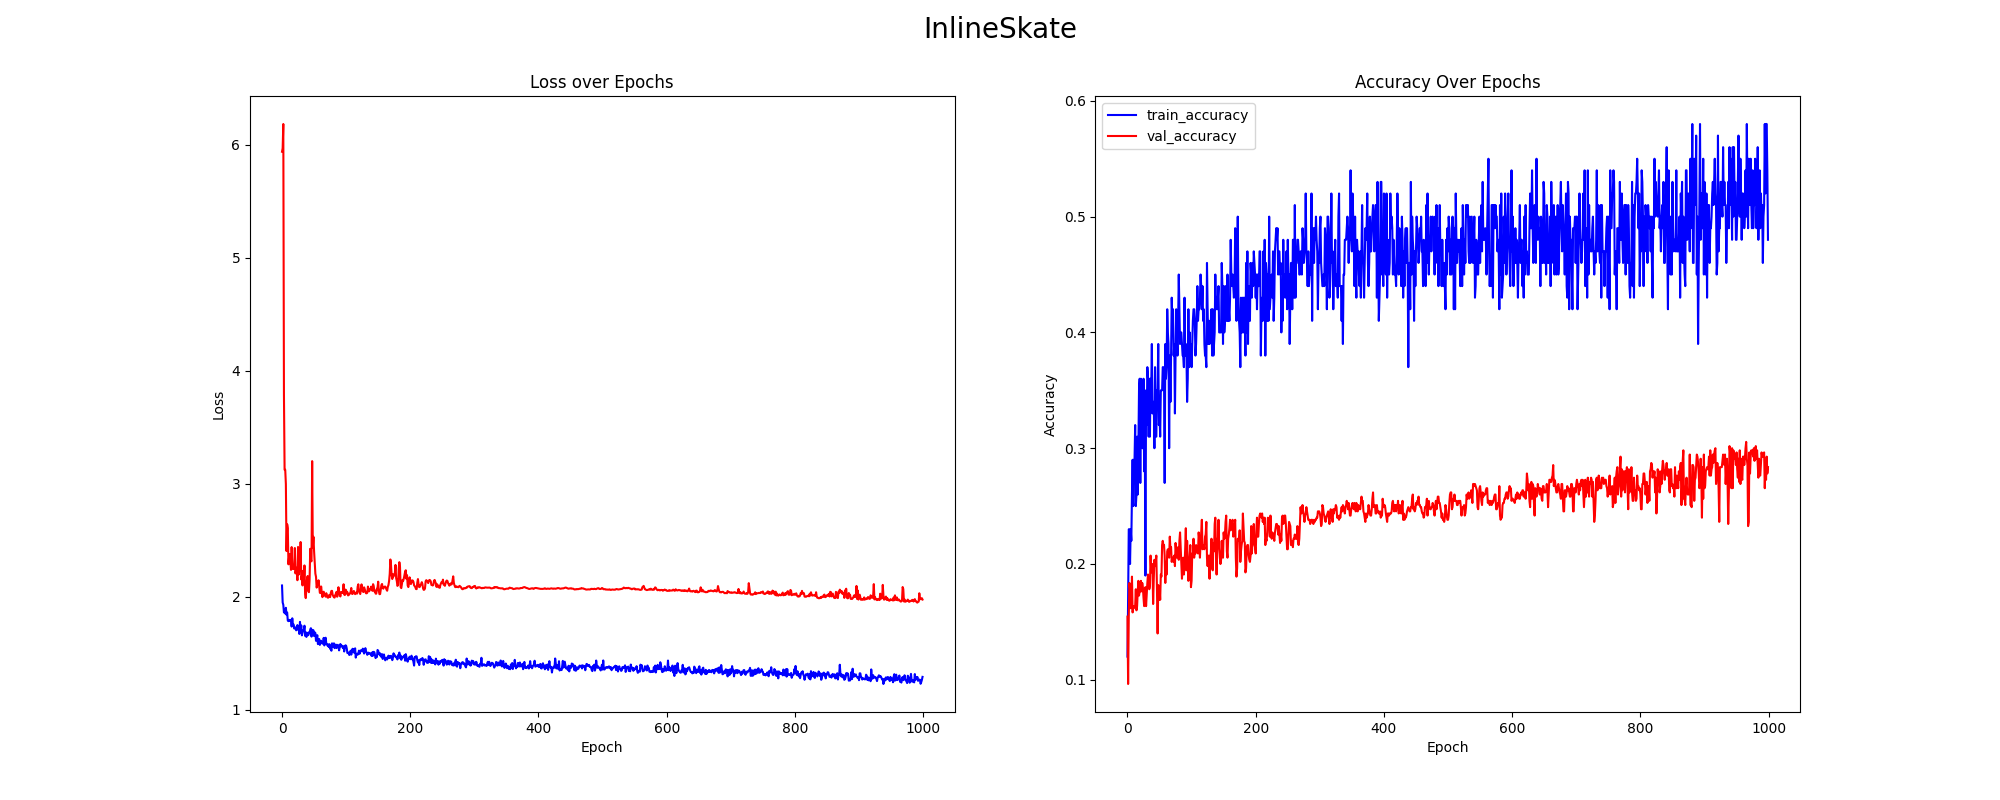 InlineSkate
Loss over Epochs
6
5
4
3
2
1
Loss
0
200
400
600
800
1000
Epoch
Accuracy Over Epochs
train_accuracy
val_accuracy
0.6
0.5
0.4
0.3
0.2
0.1
Accuracy
0
200
400
600
800
1000
Epoch